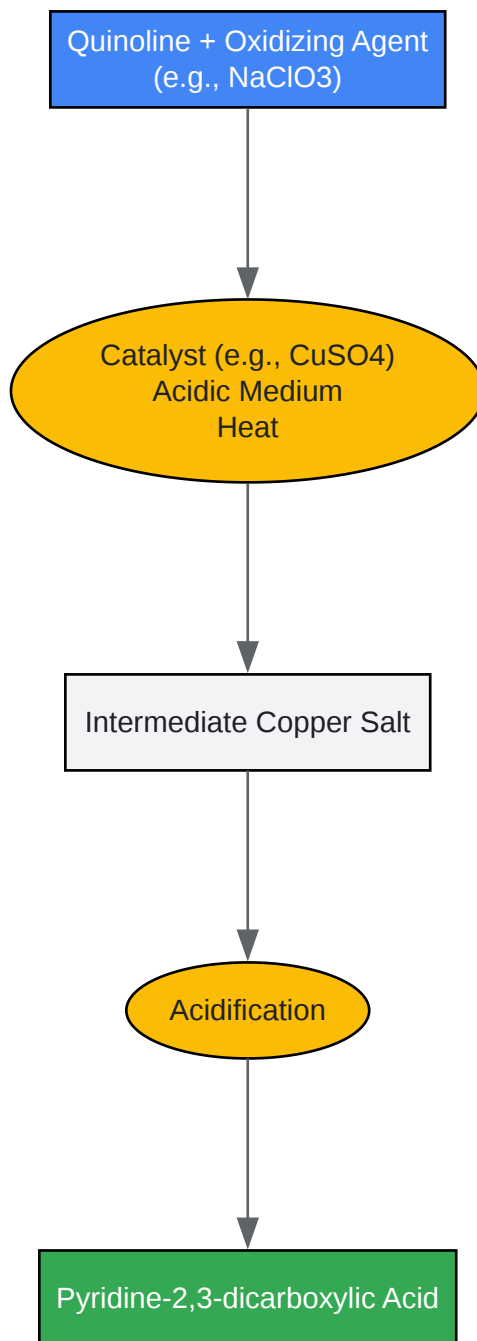 Quinoline + Oxidizing Agent
(e.g., NaClO3)
Catalyst (e.g., CuSO4)
Acidic Medium
Heat
Intermediate Copper Salt
Acidification
Pyridine-2,3-dicarboxylic Acid